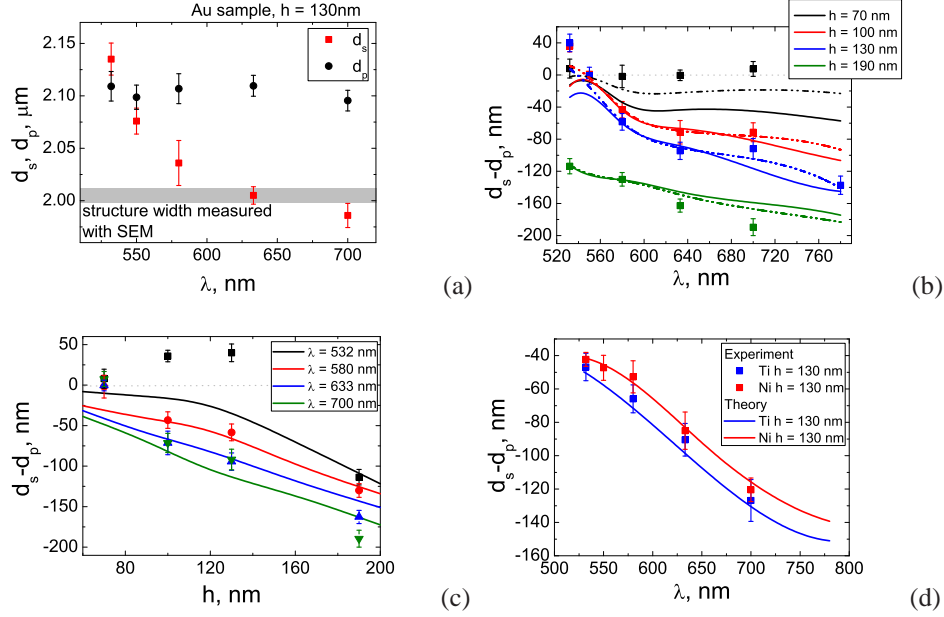 Au sample, h = 130nm
2.15
2.10
2.05
2.00
d_s, d_p, μm
d_s
d_p
structure width measured
with SEM
550
600
650
700
λ, nm
(a)
h = 70 nm
h = 100 nm
h = 130 nm
h = 190 nm
40
0
-40
-80
-120
-160
-200
d_s-d_p, nm
520
560
600
640
680
720
760
λ, nm
(b)
50
0
-50
-100
-150
-200
d_s-d_p, nm
λ = 532 nm
λ = 580 nm
λ = 633 nm
λ = 700 nm
80
120
160
200
h, nm
(c)
-40
-60
-80
-100
-120
-140
-160
d_s-d_p, nm
Experiment
Ti h = 130 nm
Ni h = 130 nm
Theory
Ti h = 130 nm
Ni h = 130 nm
500
550
600
650
700
750
800
λ, nm
(d)